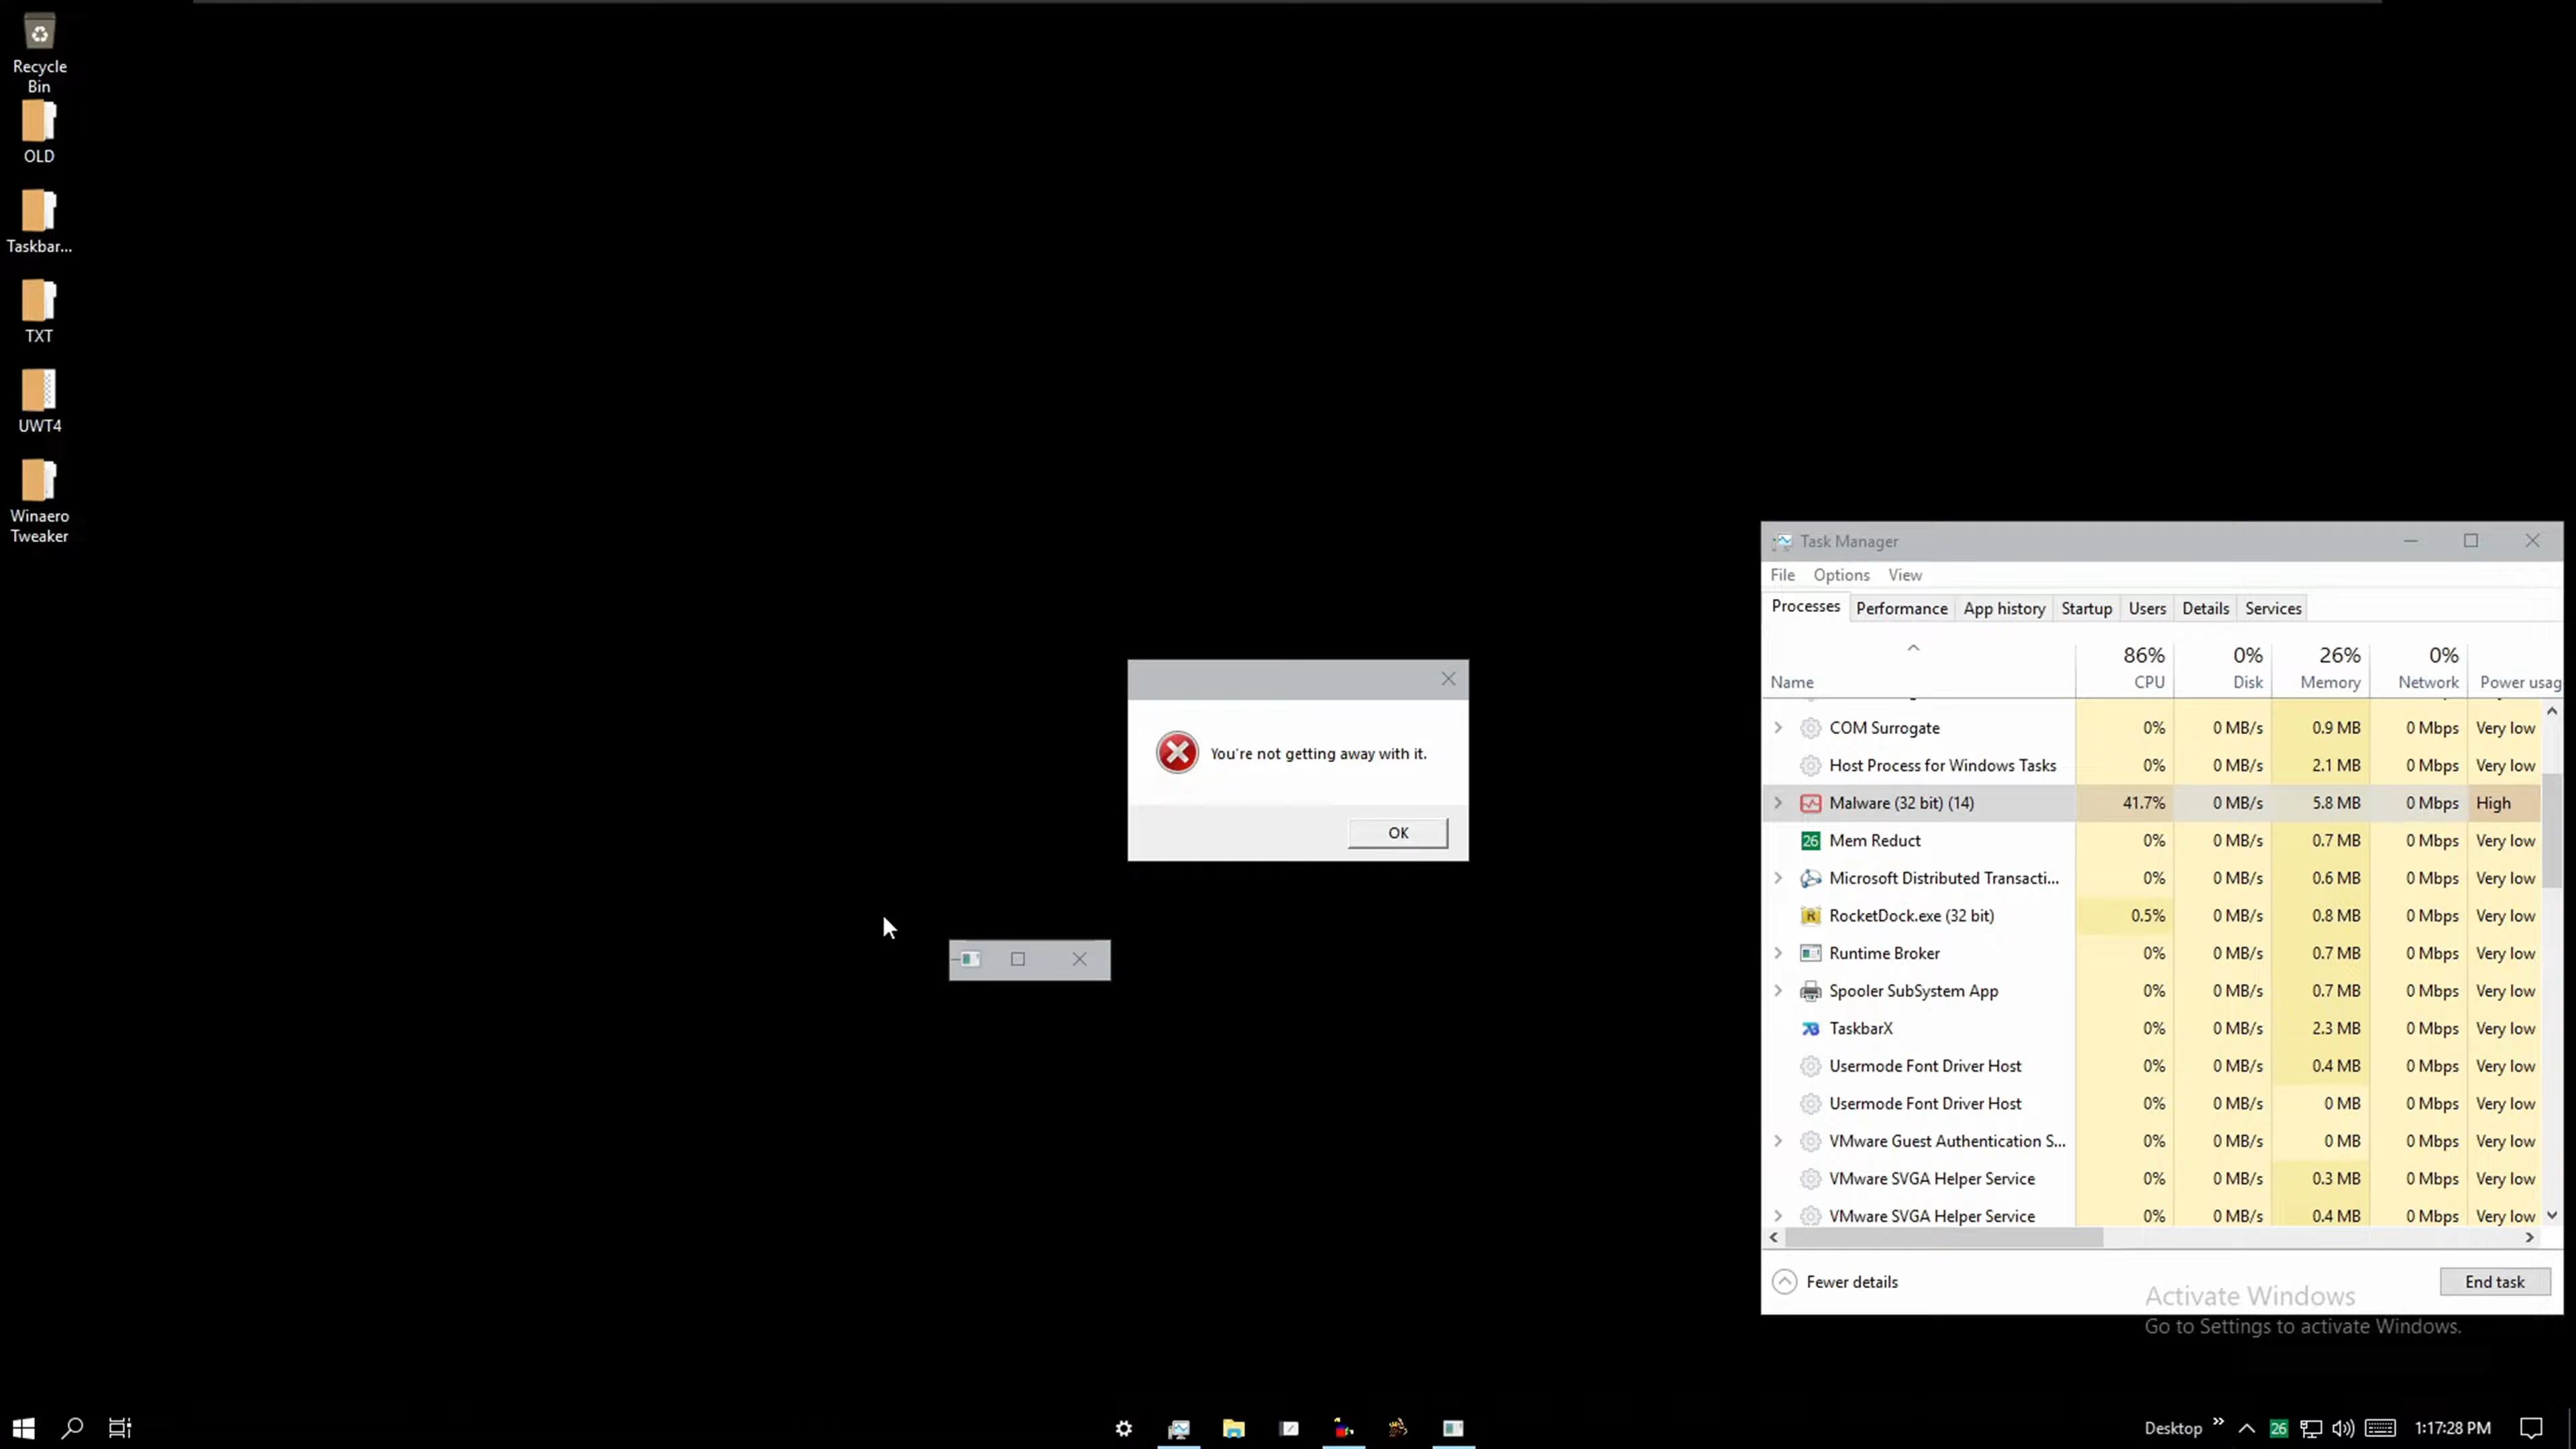 Recycle
Bin
OLD
Taskbar...
TXT
UWT4
Winaero
Tweaker
You're not getting away with it.
OK
Task Manager
File Options View
Processes Performance App history Startup Users Details Services
86% 0% 26% 0%
Name CPU Disk Memory Network Power usag
COM Surrogate 0% 0 MB/s 0.9 MB 0 Mbps Very low
Host Process for Windows Tasks 0% 0 MB/s 2.1 MB 0 Mbps Very low
Malware (32 bit) (14) 41.7% 0 MB/s 5.8 MB 0 Mbps High
26 Mem Reduct 0% 0 MB/s 0.7 MB 0 Mbps Very low
Microsoft Distributed Transacti... 0% 0 MB/s 0.6 MB 0 Mbps Very low
R RocketDock.exe (32 bit) 0.5% 0 MB/s 0.8 MB 0 Mbps Very low
Runtime Broker 0% 0 MB/s 0.7 MB 0 Mbps Very low
Spooler SubSystem App 0% 0 MB/s 0.7 MB 0 Mbps Very low
TaskbarX 0% 0 MB/s 2.3 MB 0 Mbps Very low
Usermode Font Driver Host 0% 0 MB/s 0.4 MB 0 Mbps Very low
Usermode Font Driver Host 0% 0 MB/s 0 MB 0 Mbps Very low
VMware Guest Authentication S... 0% 0 MB/s 0 MB 0 Mbps Very low
VMware SVGA Helper Service 0% 0 MB/s 0.3 MB 0 Mbps Very low
VMware SVGA Helper Service 0% 0 MB/s 0.4 MB 0 Mbps Very low
Fewer details End task
Activate Windows
Go to Settings to activate Windows.
Desktop 26 1:17:28 PM